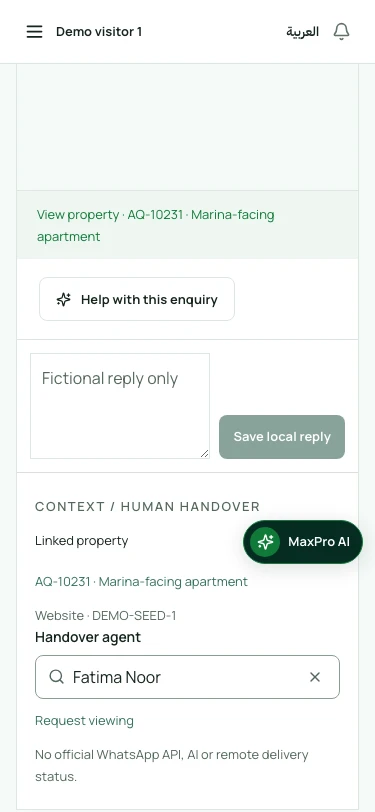 Demo visitor 1
العربية
View property · AQ-10231 · Marina-facing
apartment
Help with this enquiry
Fictional reply only
Save local reply
CONTEXT / HUMAN HANDOVER
Linked property
MaxPro AI
AQ-10231 · Marina-facing apartment
Website · DEMO-SEED-1
Handover agent
Fatima Noor
Request viewing
No official WhatsApp API, AI or remote delivery
status.